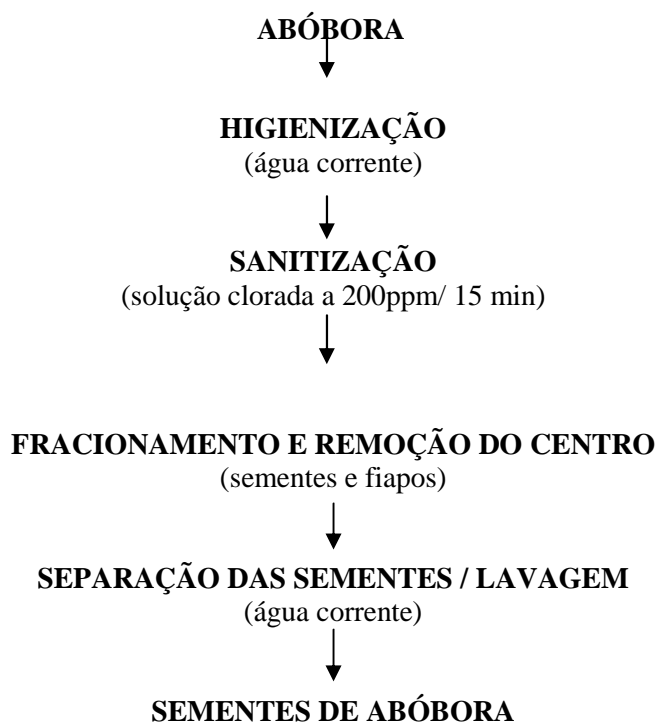 ABÓBORA
HIGIENIZAÇÃO
(água corrente)
SANITIZAÇÃO
(solução clorada a 200ppm/ 15 min)
FRACIONAMENTO E REMOÇÃO DO CENTRO
(sementes e fiapos)
SEPARAÇÃO DAS SEMENTES / LAVAGEM
(água corrente)
SEMENTES DE ABÓBORA